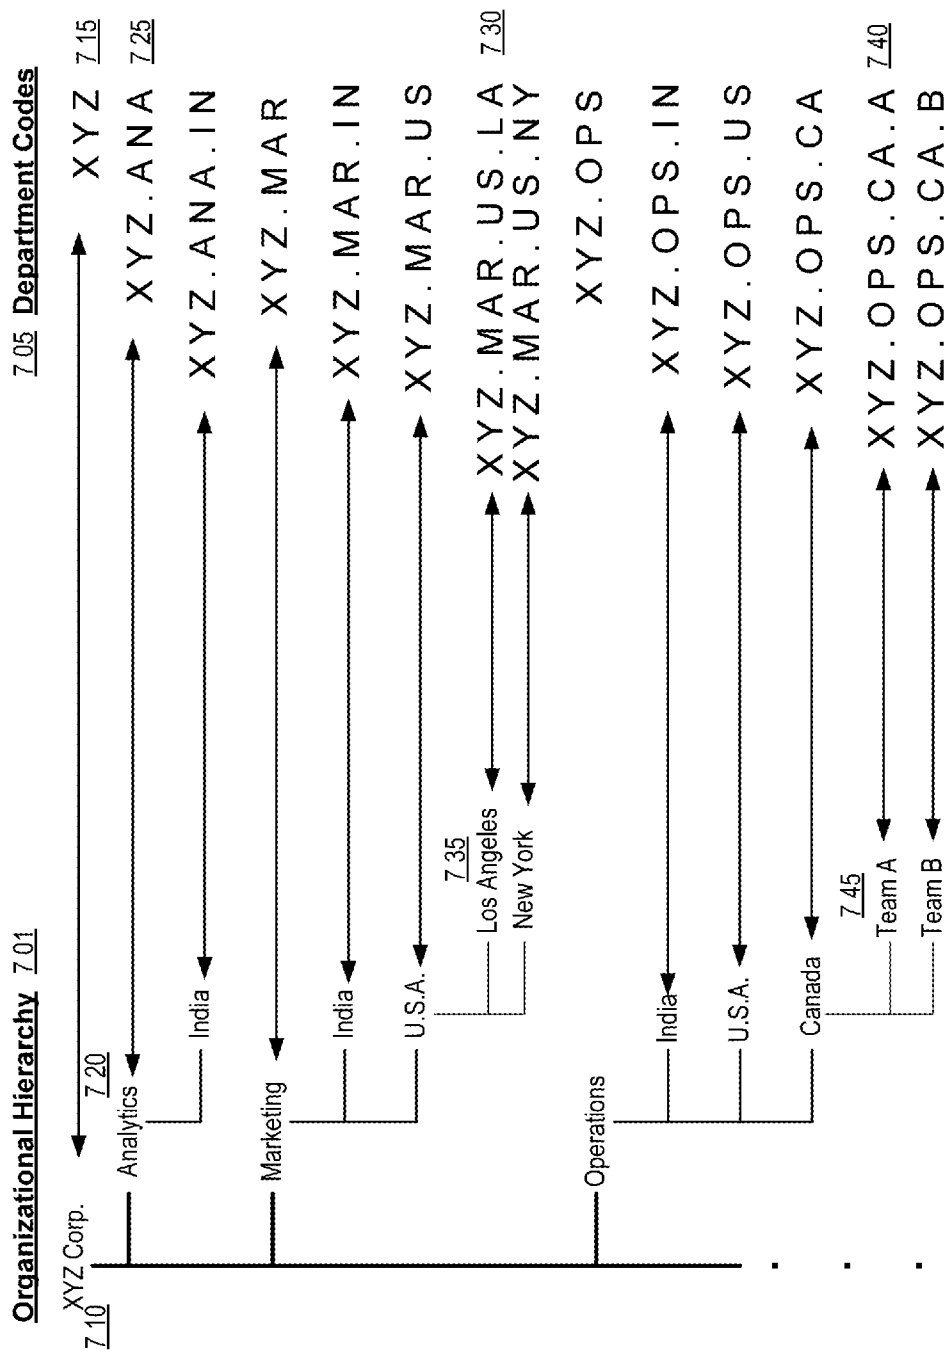 Organizational Hierarchy 7.01 7.05 Department Codes
7.10 XYZ Corp. XYZ 7.15
Analytics 7.20 XYZ.ANA 7.25
India XYZ.ANA.IN
Marketing XYZ.MAR
India XYZ.MAR.IN
U.S.A. XYZ.MAR.US
7.35
Los Angeles XYZ.MAR.US.LA 7.30
New York XYZ.MAR.US.NY
Operations XYZ.OPS
India XYZ.OPS.IN
U.S.A. XYZ.OPS.US
Canada XYZ.OPS.CA
7.45
Team A XYZ.OPS.CA.A 7.40
Team B XYZ.OPS.CA.B